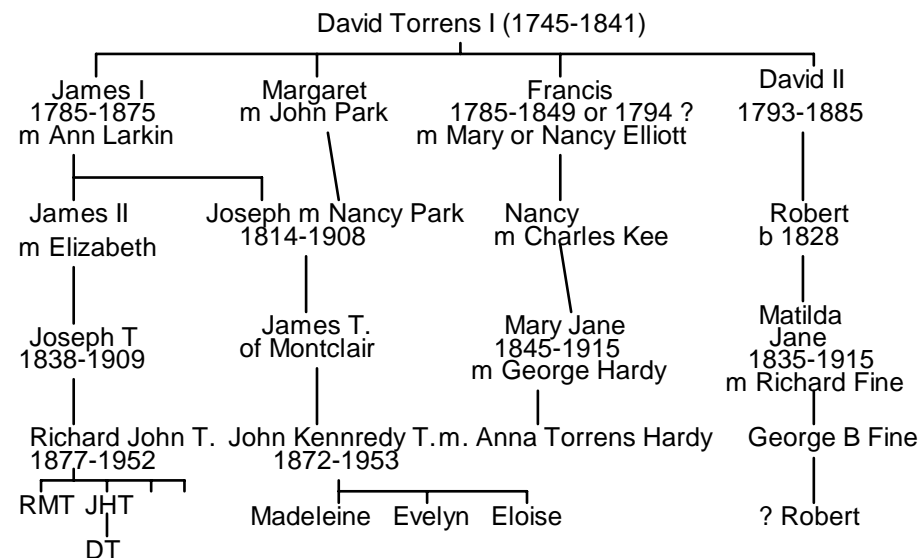 David Torrens I (1745-1841)
James I
1785-1875
m Ann Larkin
Margaret
m John Park
Francis
1785-1849 or 1794 ?
m Mary or Nancy Elliott
David II
1793-1885
James II
m Elizabeth
Joseph m Nancy Park
1814-1908
Nancy
m Charles Kee
Robert
b 1828
Joseph T
1838-1909
James T.
of Montclair
Mary Jane
1845-1915
m George Hardy
Matilda
Jane
1835-1915
m Richard Fine
Richard John T.
1877-1952
John Kennredy T.m. Anna Torrens Hardy
1872-1953
George B Fine
RMT JHT
DT
Madeleine Evelyn Eloise
? Robert